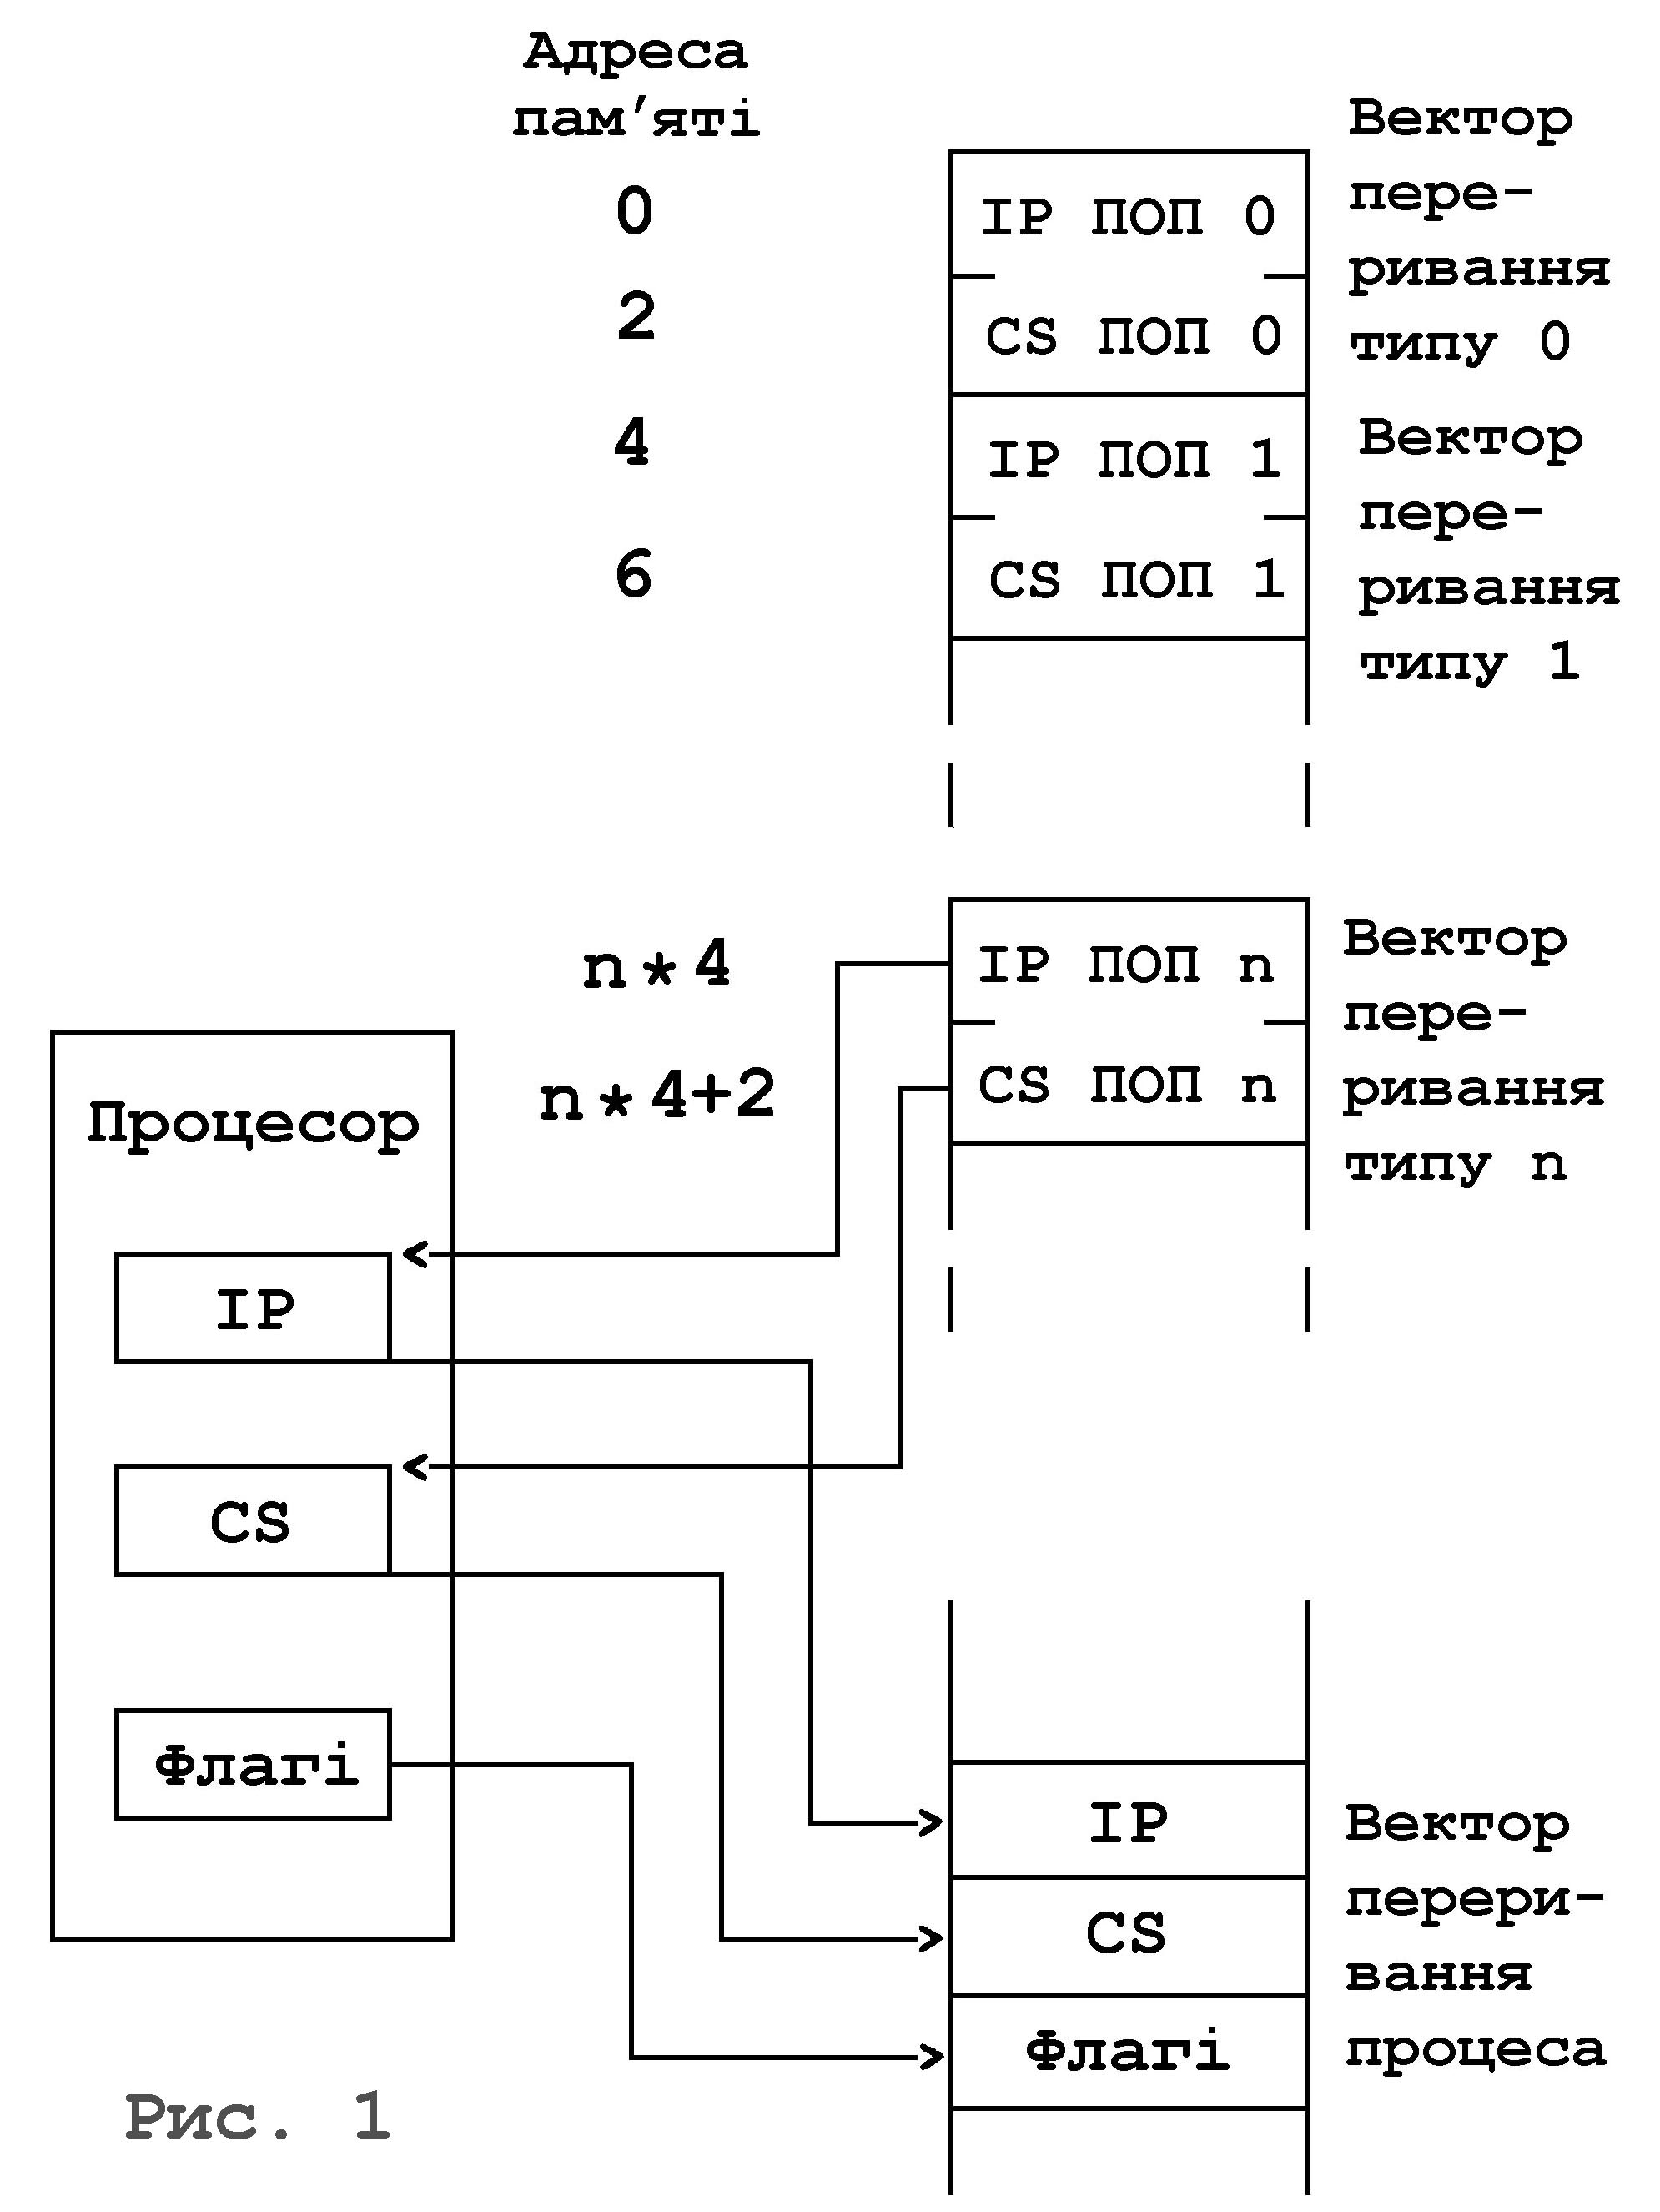 Адреса
пам′яті
0
2
4
6
IP ПОП 0
CS ПОП 0
IP ПОП 1
CS ПОП 1
Вектор
пере-
ривання
типу 0
Вектор
пере-
ривання
типу 1
n*4
n*4+2
IP ПОП n
CS ПОП n
Вектор
пере-
ривання
типу n
Процесор
IP
CS
Флагі
IP
CS
Флагі
Вектор
перери-
вання
процеса
Рис. 1